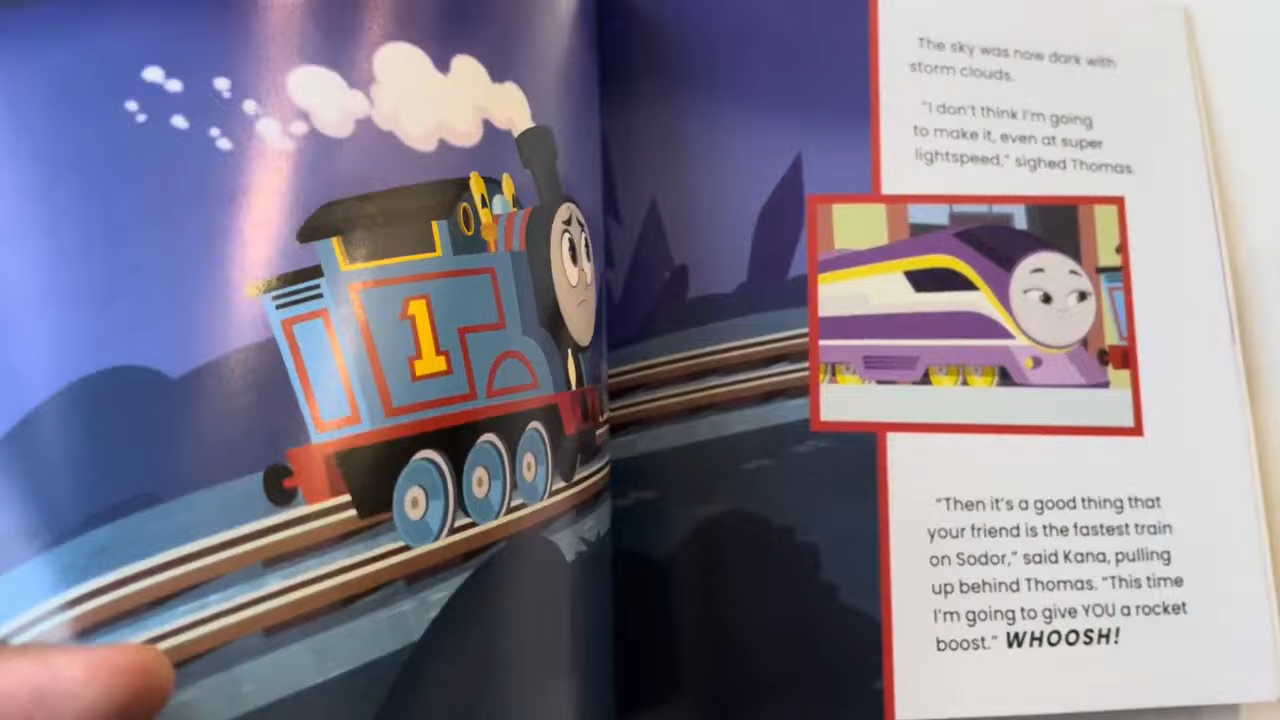 1
The sky was now dark with
storm clouds.
"I don't think I'm going
to make it, even at super
lightspeed," sighed Thomas.
"Then it's a good thing that
your friend is the fastest train
on Sodor," said Kana, pulling
up behind Thomas. "This time
I'm going to give YOU a rocket
boost." WHOOSH!